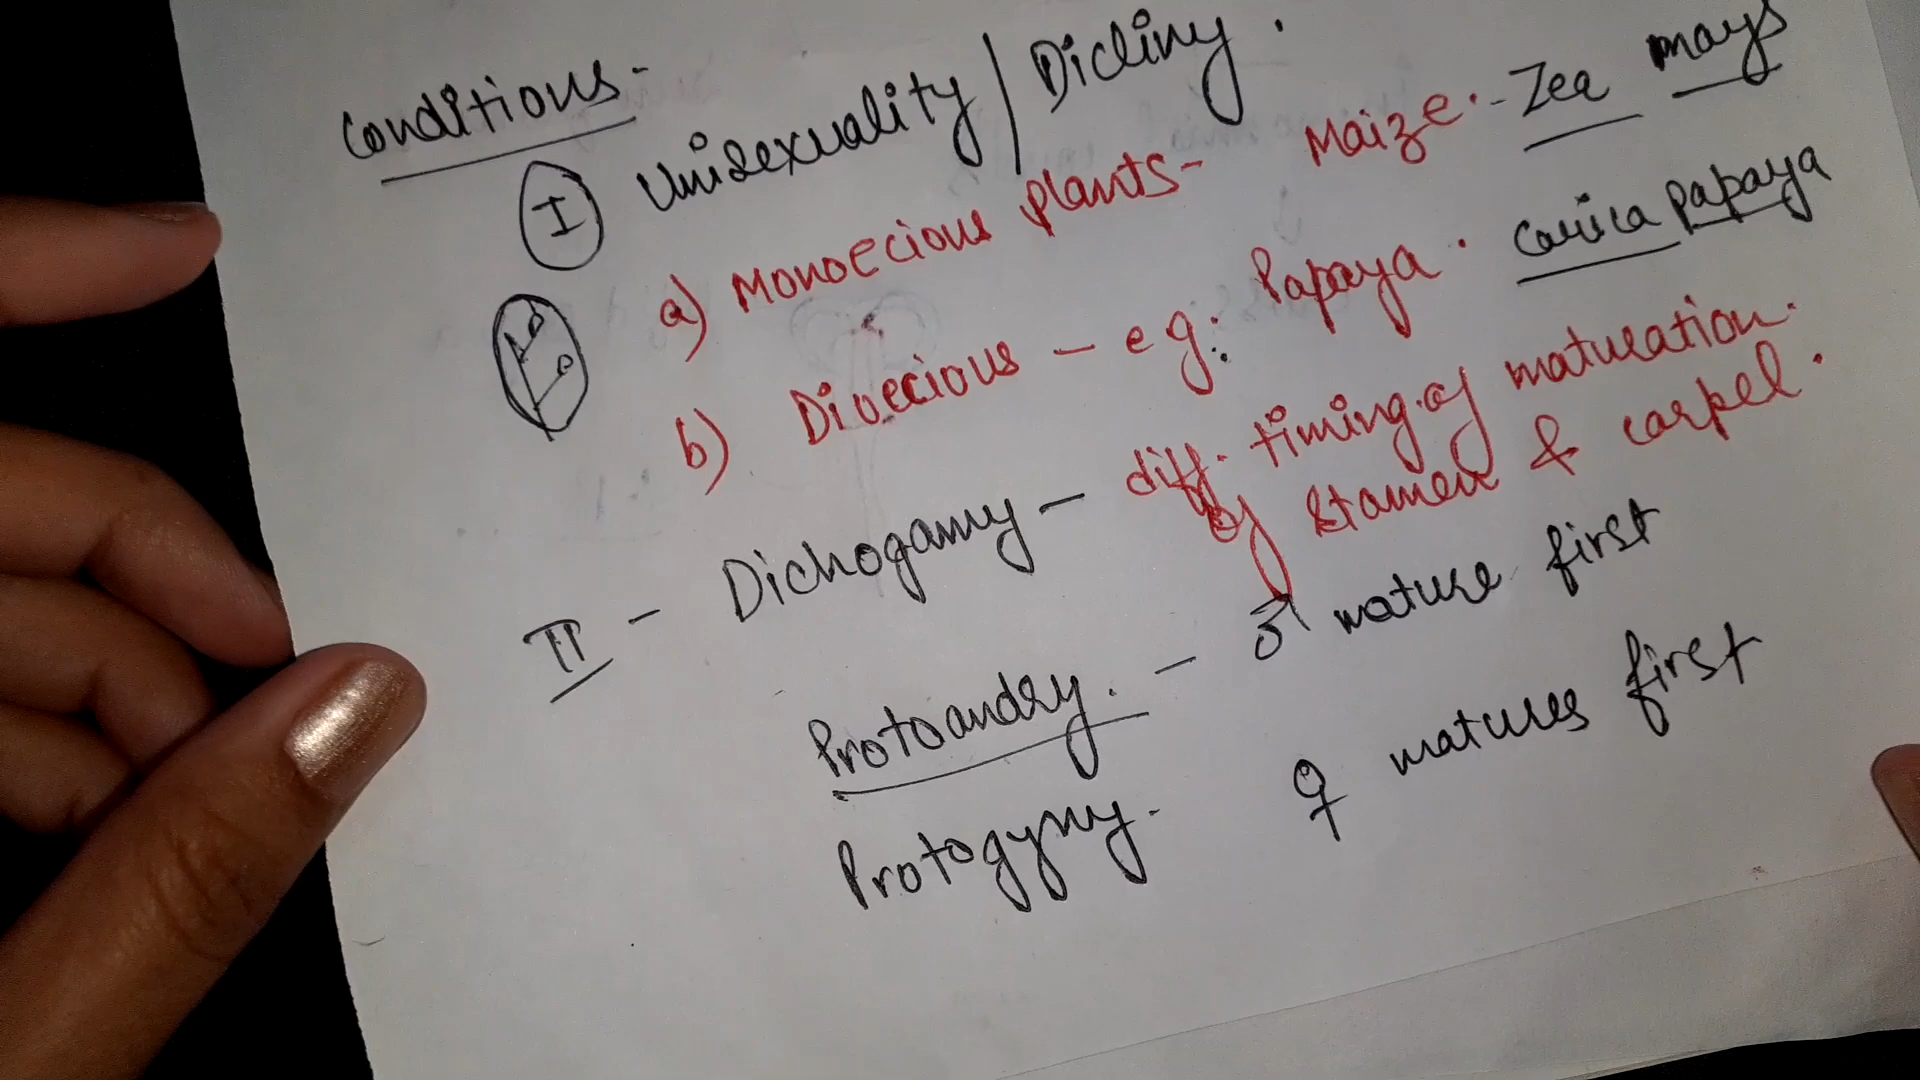 Conditions-
I Unisexuality / Dicliny.
a) Monoecious plants- Maize.- Zea mays
b) Dioecious - eg: Papaya. Carica Papaya
II - Dichogamy - diff. timing of maturation.
of stamen & carpel.
Protoandry. - ♂ mature first
Protogyny. ♀ matures first